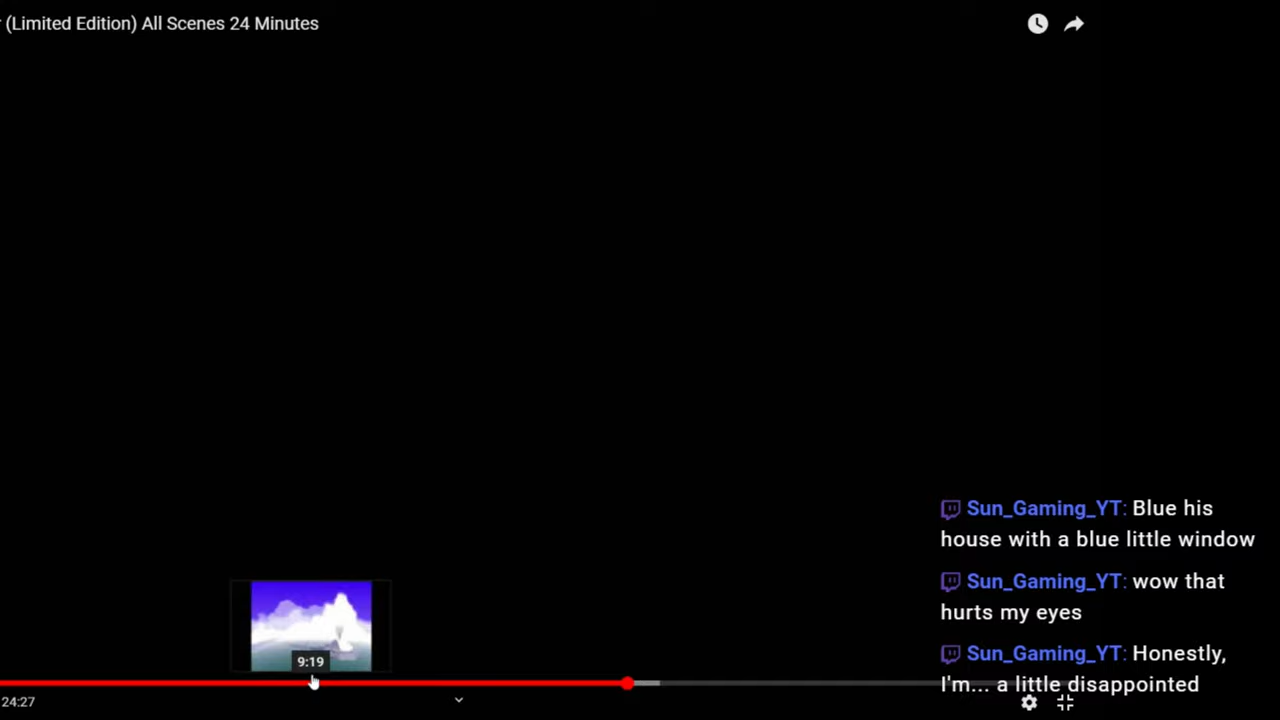 (Limited Edition) All Scenes 24 Minutes
Sun_Gaming_YT: Blue his
house with a blue little window
Sun_Gaming_YT: wow that
hurts my eyes
9:19
Sun_Gaming_YT: Honestly,
I'm... a little disappointed
24:27